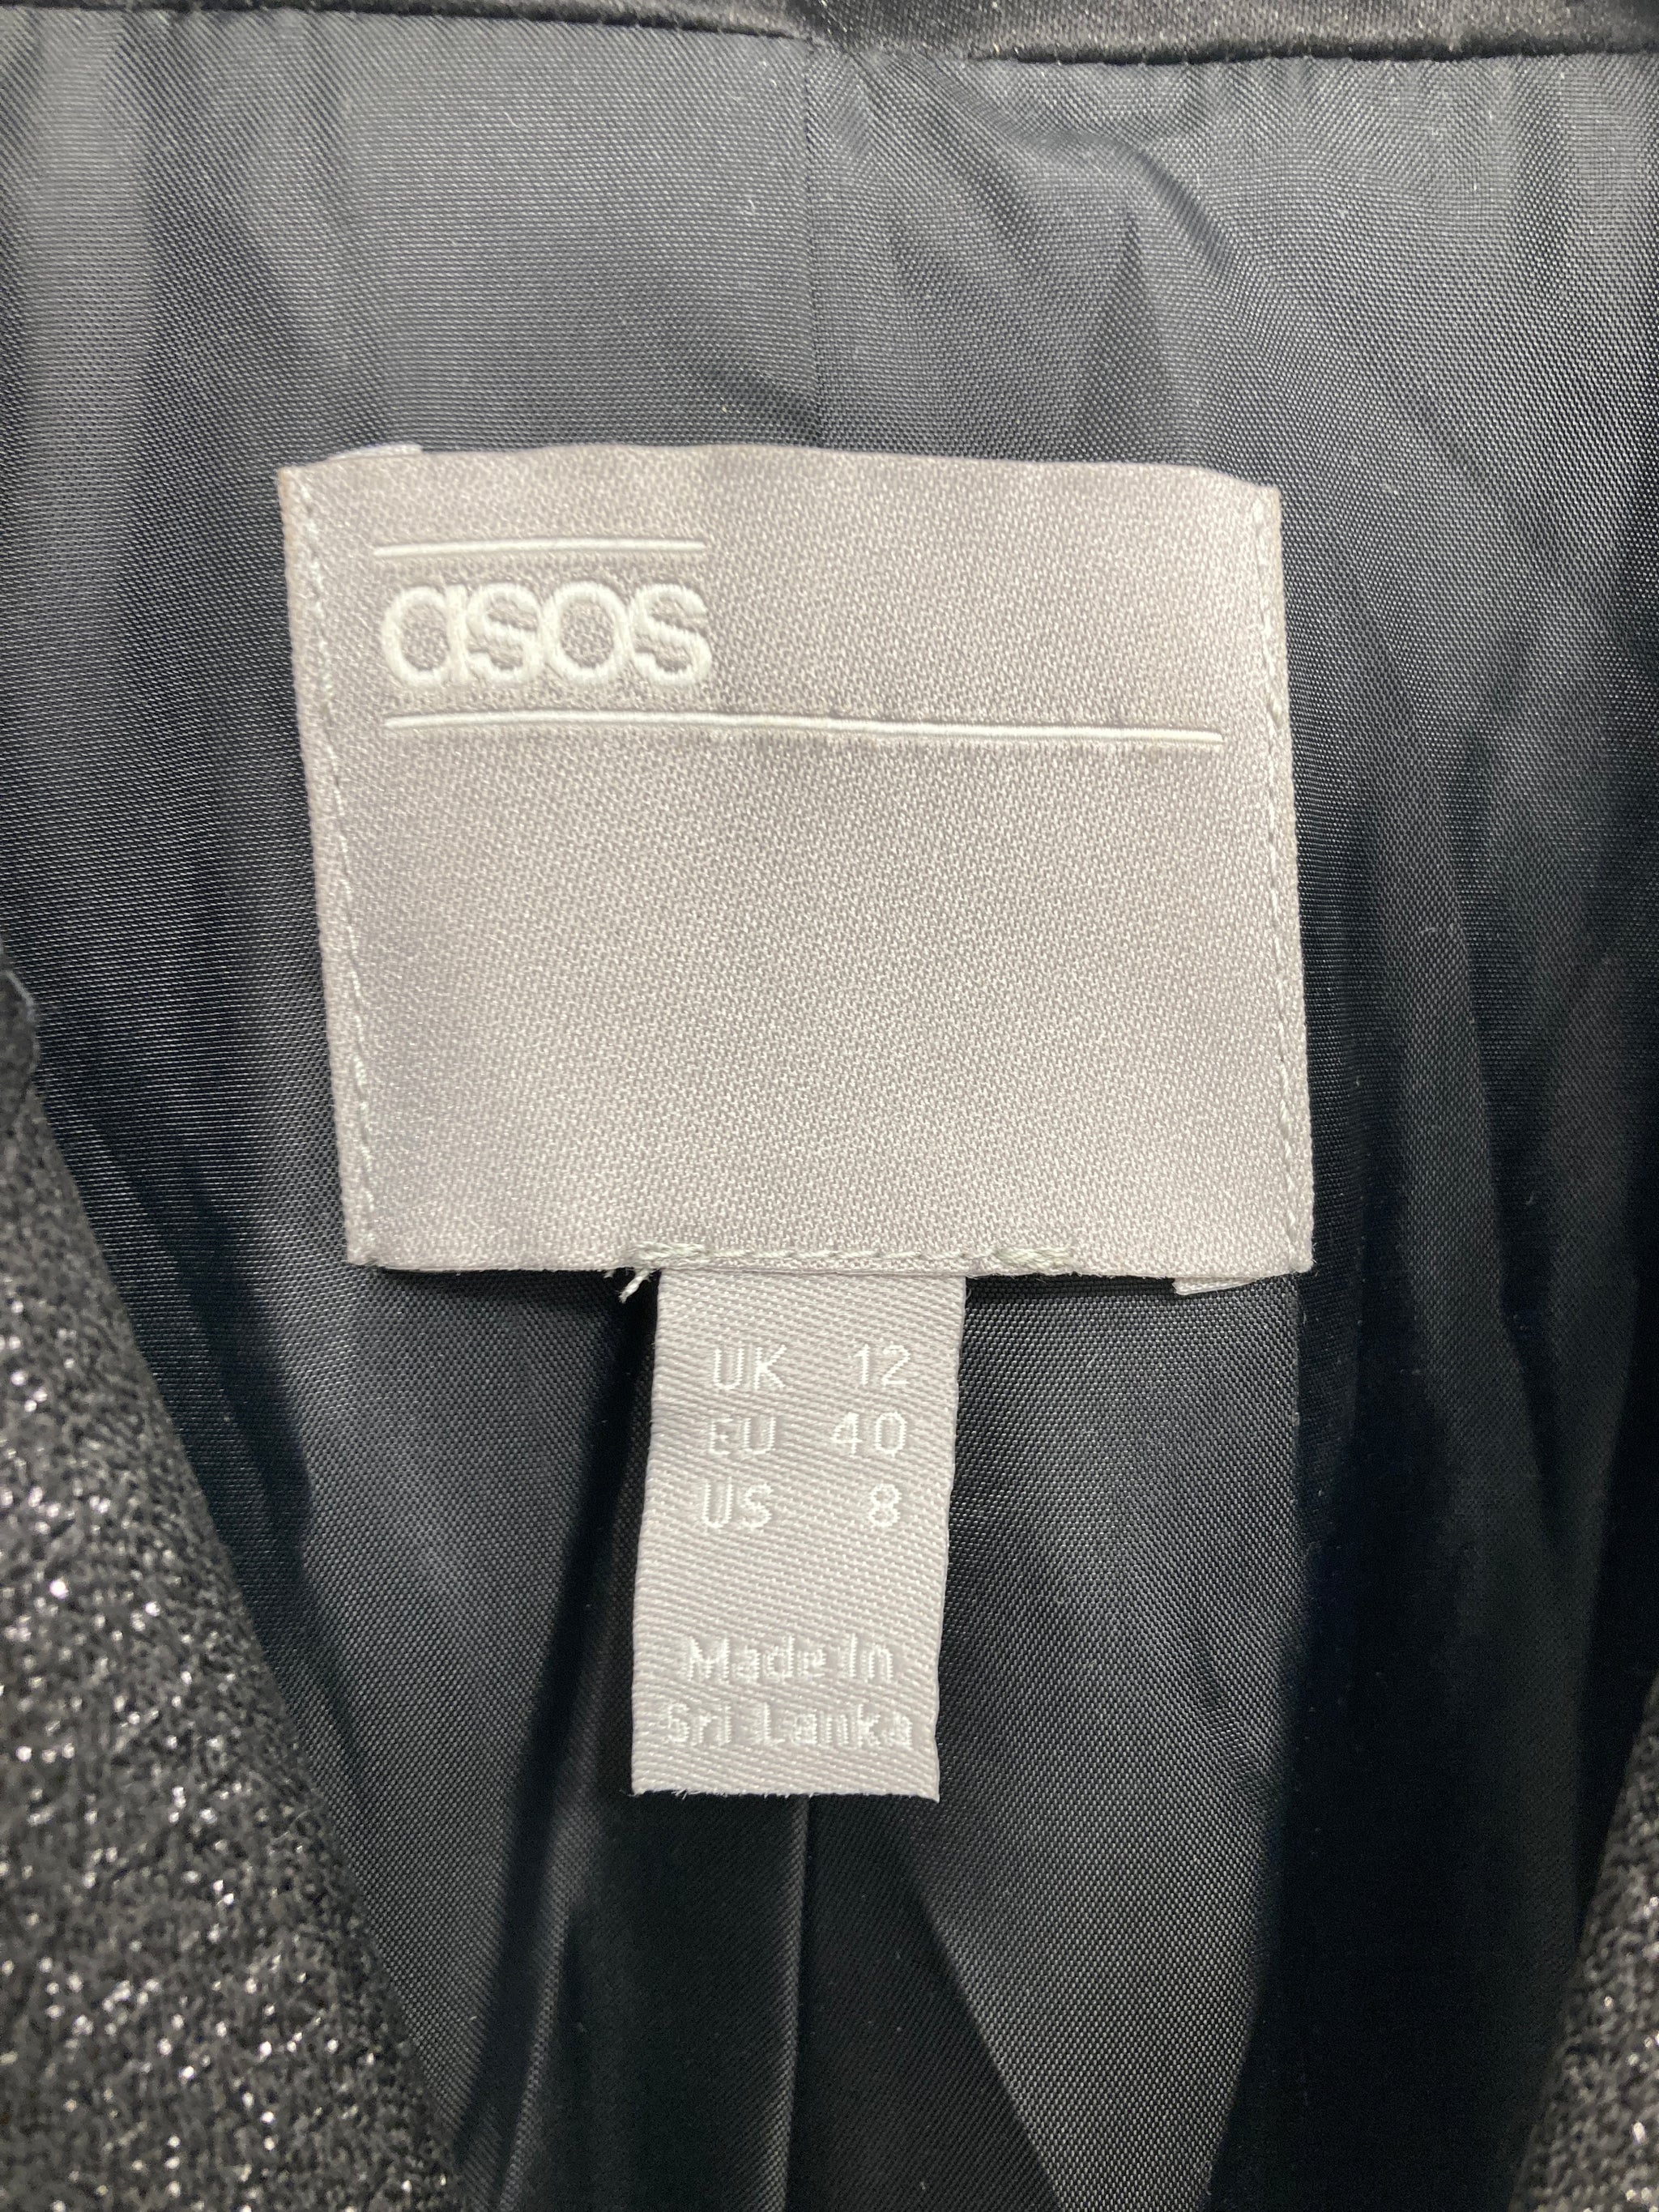 asos
UK 12
EU 40
US 8
Made In
Sri Lanka